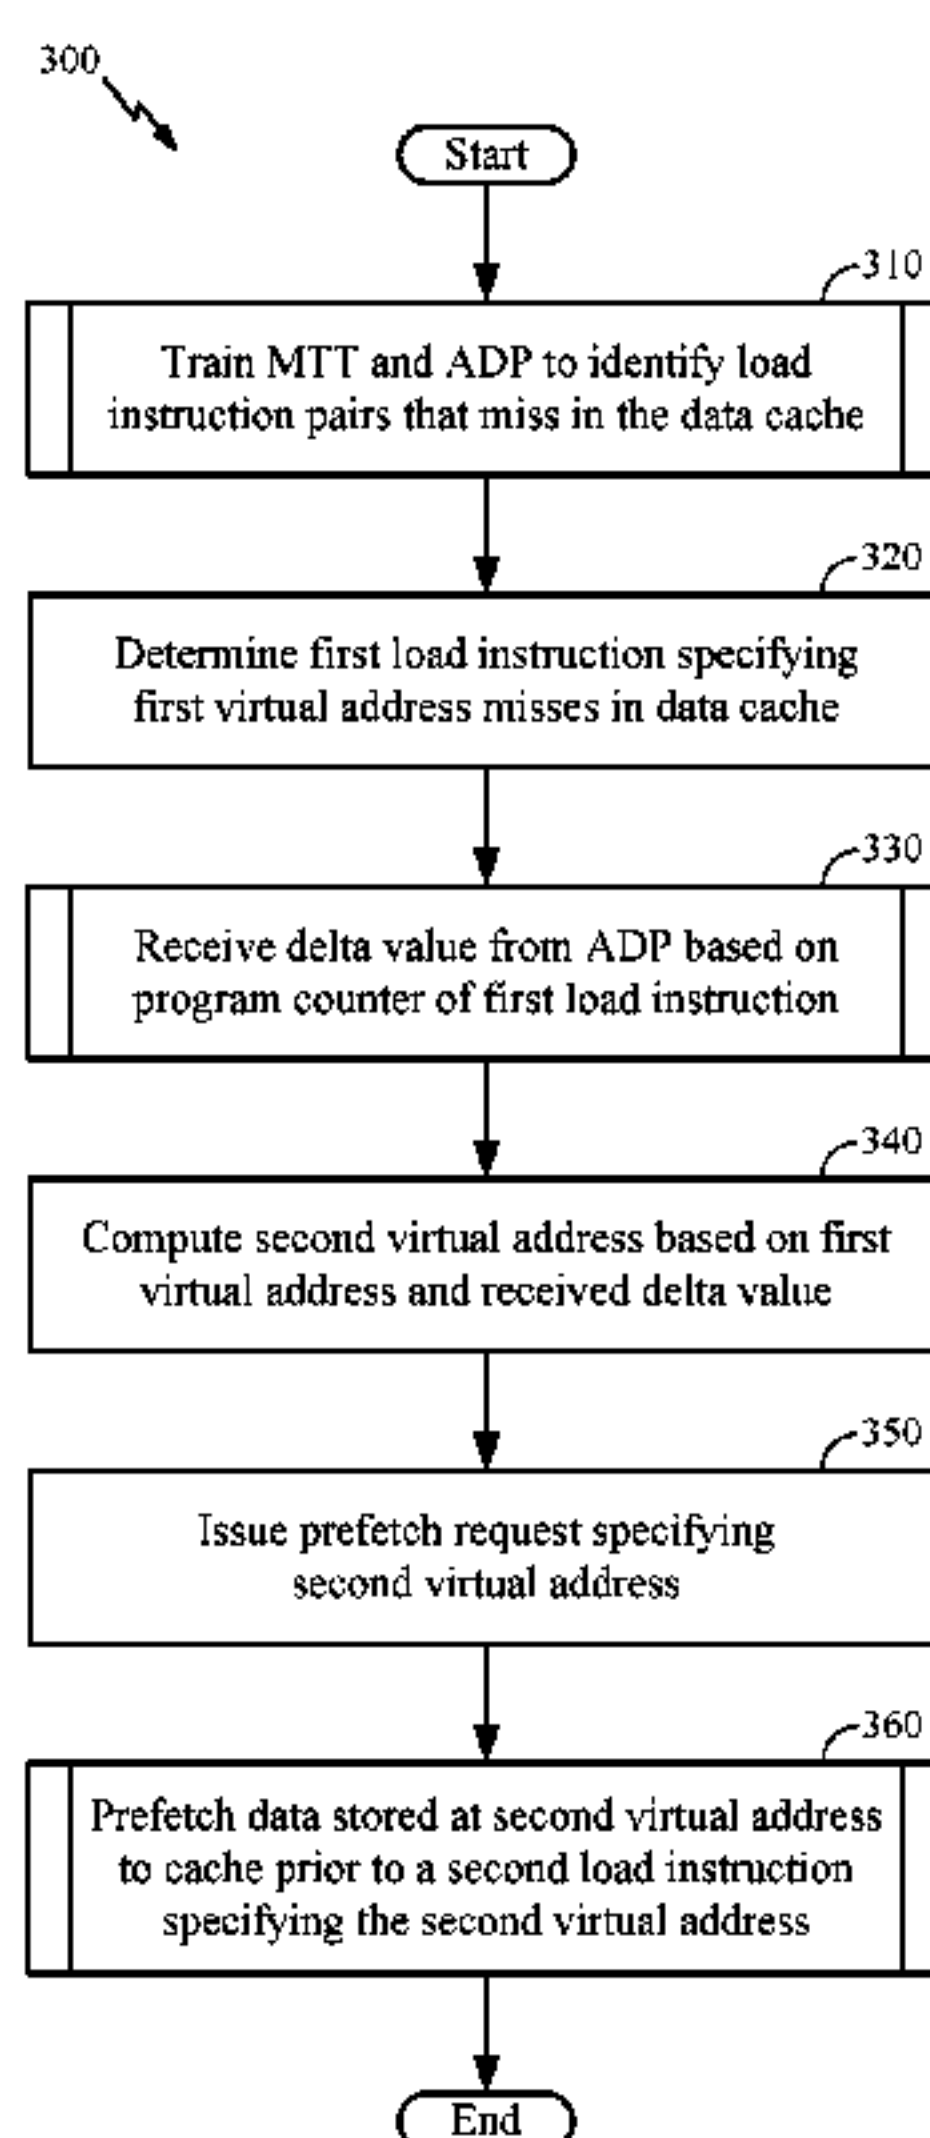 300
Start
310
Train MTT and ADP to identify load
instruction pairs that miss in the data cache
320
Determine first load instruction specifying
first virtual address misses in data cache
330
Receive delta value from ADP based on
program counter of first load instruction
340
Compute second virtual address based on first
virtual address and received delta value
350
Issue prefetch request specifying
second virtual address
360
Prefetch data stored at second virtual address
to cache prior to a second load instruction
specifying the second virtual address
End